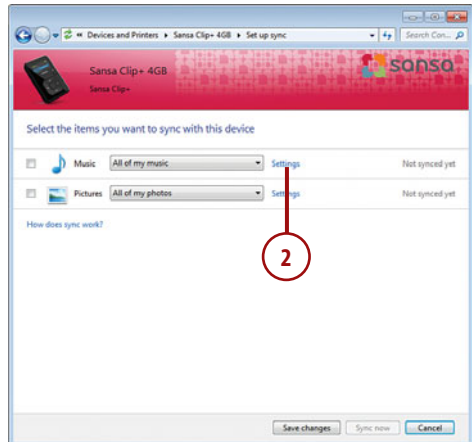 « Devices and Printers ▸ Sansa Clip+ 4GB ▸ Set up sync
Search Con...
Sansa Clip+ 4GB
Sansa Clip+
sansa
Select the items you want to sync with this device
Music All of my music Settings Not synced yet
Pictures All of my photos Settings Not synced yet
How does sync work?
2
Save changes Sync now Cancel